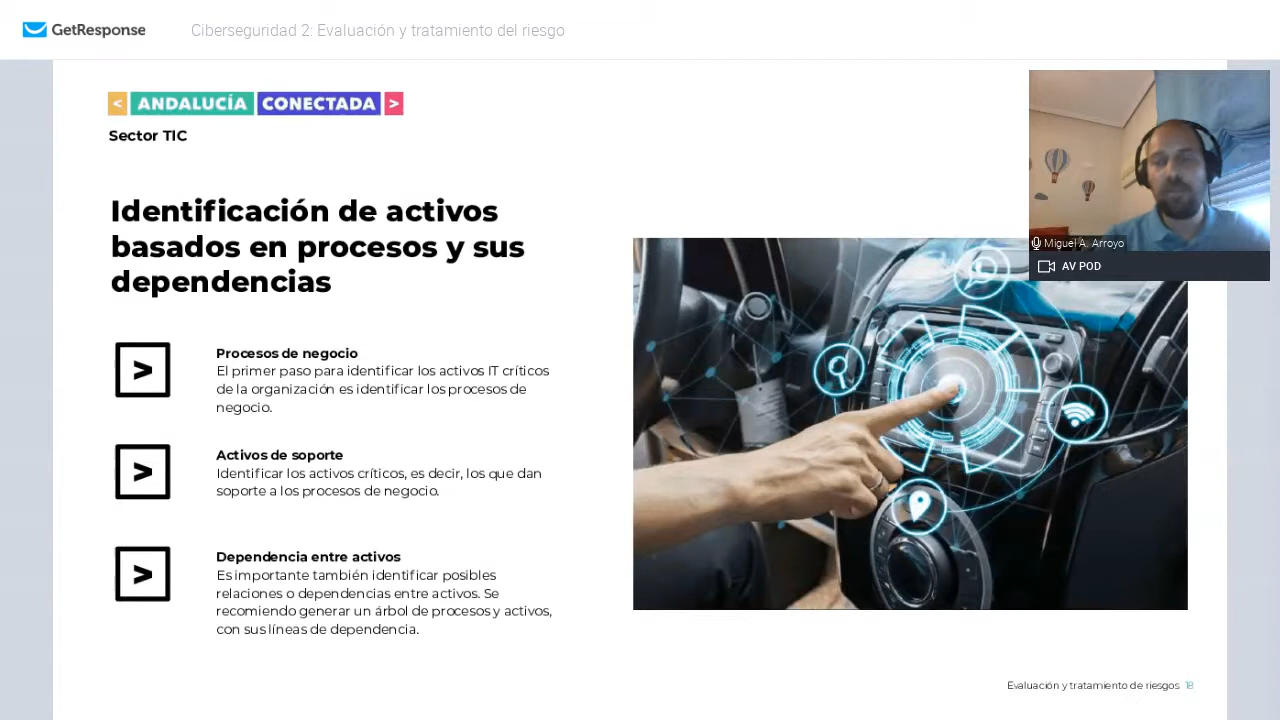 GetResponse
Ciberseguridad 2: Evaluación y tratamiento del riesgo
< ANDALUCÍA CONECTADA >
Sector TIC
Identificación de activos
basados en procesos y sus
dependencias
>
Procesos de negocio
El primer paso para identificar los activos IT críticos
de la organización es identificar los procesos de
negocio.
>
Activos de soporte
Identificar los activos críticos, es decir, los que dan
soporte a los procesos de negocio.
>
Dependencia entre activos
Es importante también identificar posibles
relaciones o dependencias entre activos. Se
recomiendo generar un árbol de procesos y activos,
con sus líneas de dependencia.
Miguel A. Arroyo
AV POD
Evaluación y tratamiento de riesgos 18